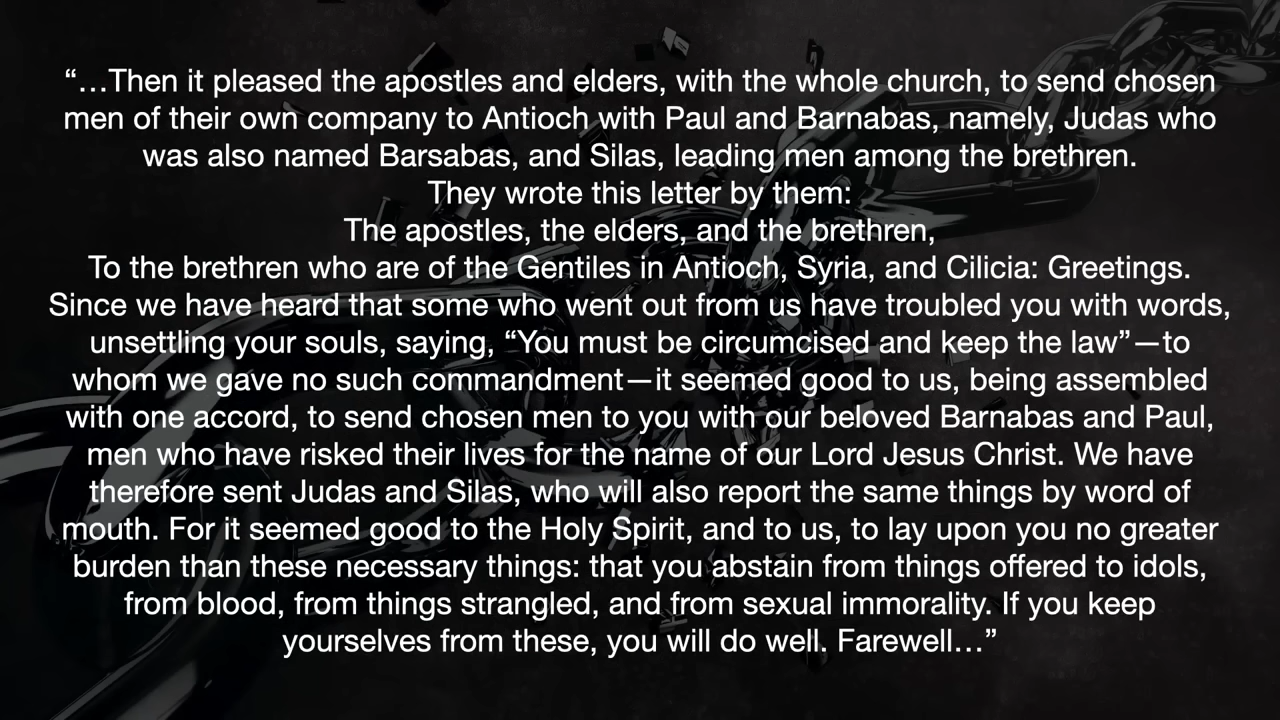 “…Then it pleased the apostles and elders, with the whole church, to send chosen
men of their own company to Antioch with Paul and Barnabas, namely, Judas who
was also named Barsabas, and Silas, leading men among the brethren.
They wrote this letter by them:
The apostles, the elders, and the brethren,
To the brethren who are of the Gentiles in Antioch, Syria, and Cilicia: Greetings.
Since we have heard that some who went out from us have troubled you with words,
unsettling your souls, saying, “You must be circumcised and keep the law”—to
whom we gave no such commandment—it seemed good to us, being assembled
with one accord, to send chosen men to you with our beloved Barnabas and Paul,
men who have risked their lives for the name of our Lord Jesus Christ. We have
therefore sent Judas and Silas, who will also report the same things by word of
mouth. For it seemed good to the Holy Spirit, and to us, to lay upon you no greater
burden than these necessary things: that you abstain from things offered to idols,
from blood, from things strangled, and from sexual immorality. If you keep
yourselves from these, you will do well. Farewell…”